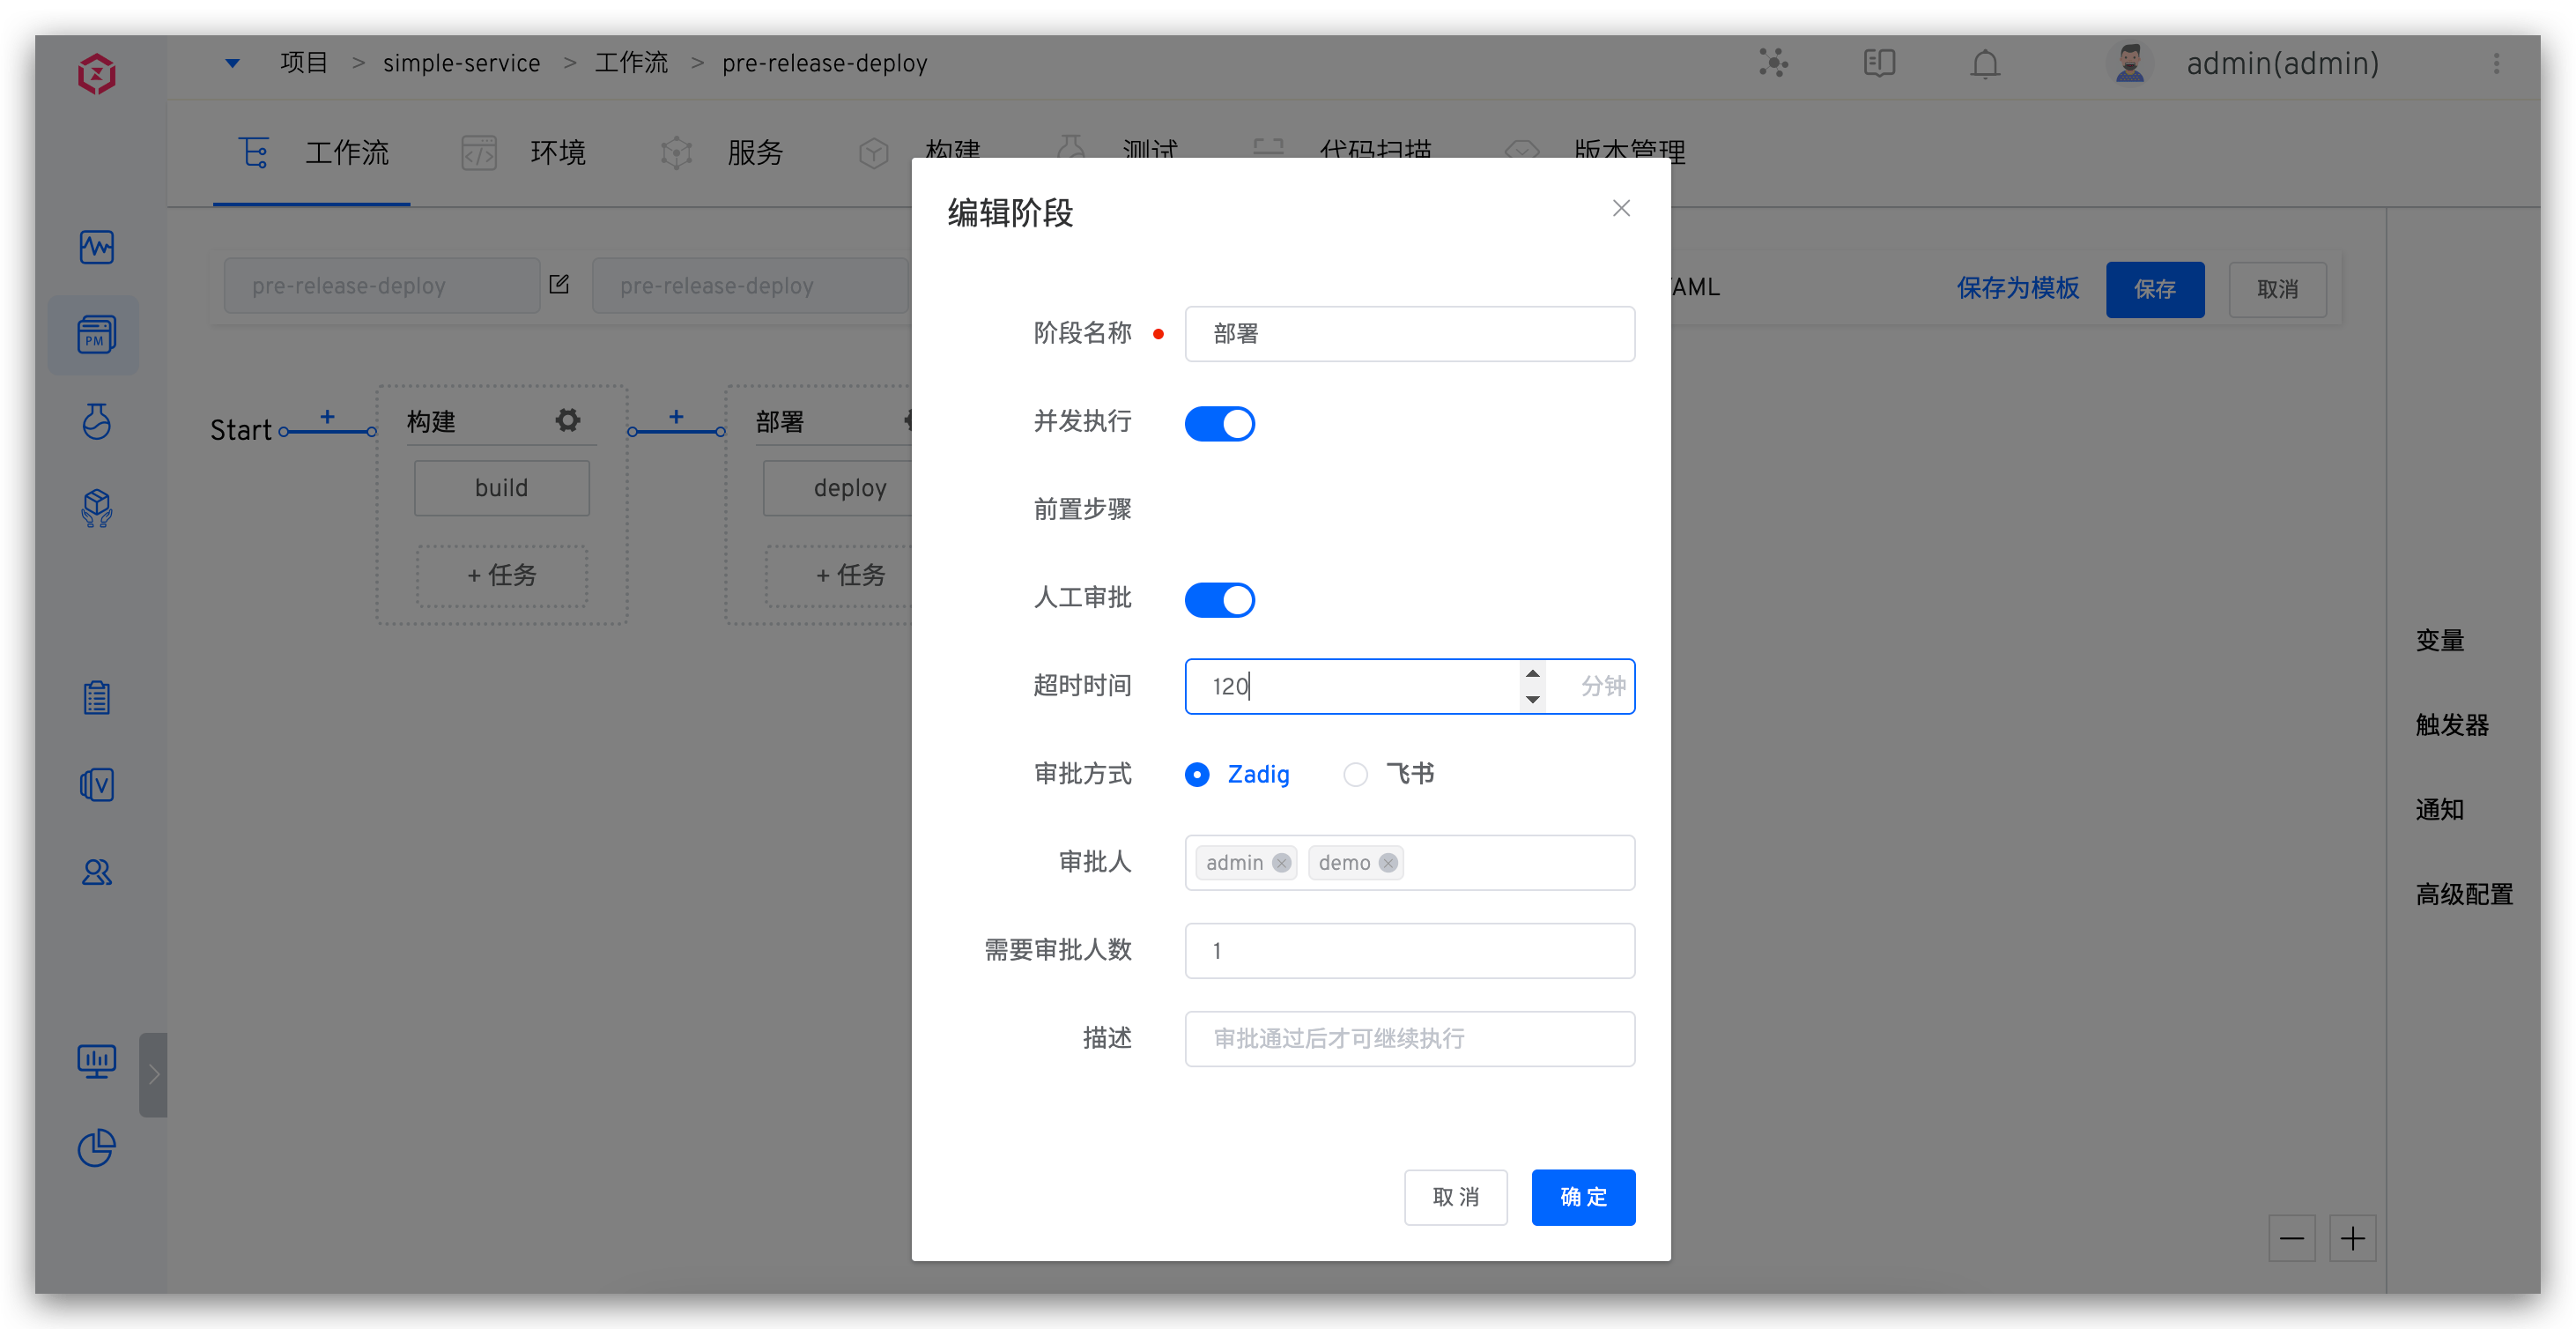 项目 > simple-service > 工作流 > pre-release-deploy
admin(admin)
工作流 环境 服务 构建 测试 代码扫描 版本管理
PM
pre-release-deploy pre-release-deploy
保存为模板 保存 取消
Start
+ 构建 + 部署
build deploy
+ 任务 + 任务
编辑阶段
阶段名称 部署
并发执行
前置步骤
人工审批
超时时间 120 分钟
审批方式 Zadig 飞书
审批人 admin demo
需要审批人数 1
描述 审批通过后才可继续执行
取消 确定
变量
触发器
通知
高级配置